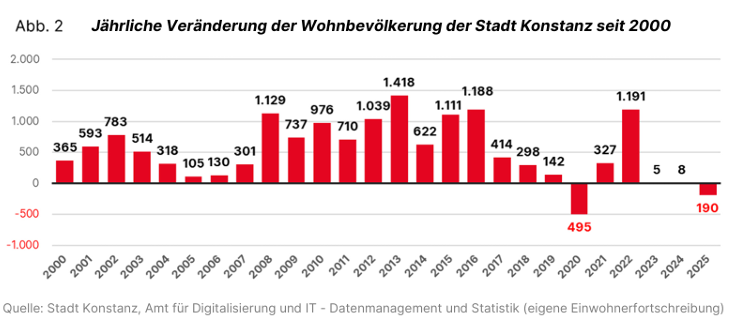 Abb. 2 Jährliche Veränderung der Wohnbevölkerung der Stadt Konstanz seit 2000
2.000
1.500
1.000
500
0
-500
-1.000
365 593 783 514 318 105 130 301 1.129 737 976 710 1.039 1.418 622 1.111 1.188 414 298 142 495 327 1.191 5 8 190
2000 2001 2002 2003 2004 2005 2006 2007 2008 2009 2010 2011 2012 2013 2014 2015 2016 2017 2018 2019 2020 2021 2022 2023 2024 2025
Quelle: Stadt Konstanz, Amt für Digitalisierung und IT - Datenmanagement und Statistik (eigene Einwohnerfortschreibung)